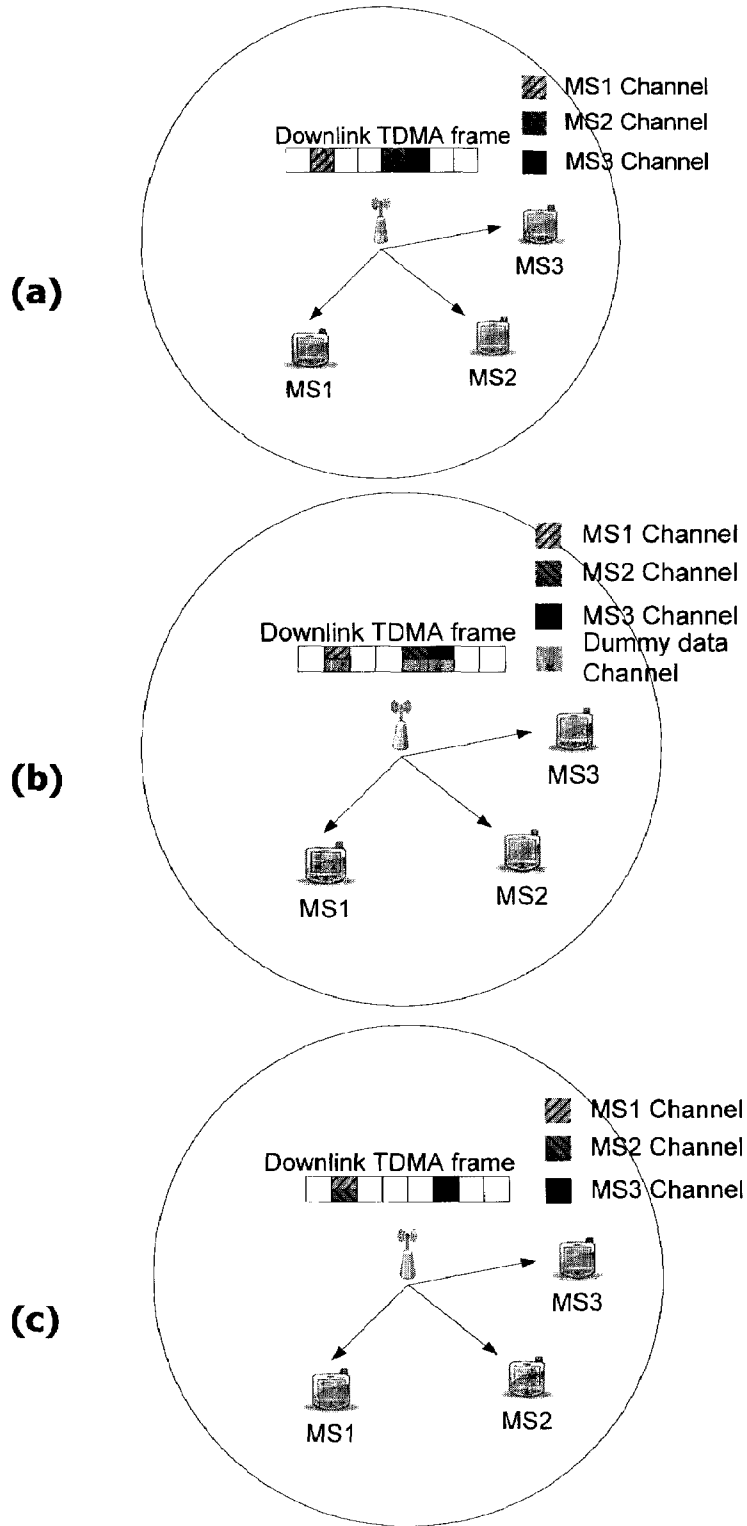 (a)
MS1 Channel
MS2 Channel
MS3 Channel
Downlink TDMA frame
MS3
MS1
MS2
(b)
MS1 Channel
MS2 Channel
MS3 Channel
Dummy data
Channel
Downlink TDMA frame
MS3
MS1
MS2
(c)
MS1 Channel
MS2 Channel
MS3 Channel
Downlink TDMA frame
MS3
MS1
MS2